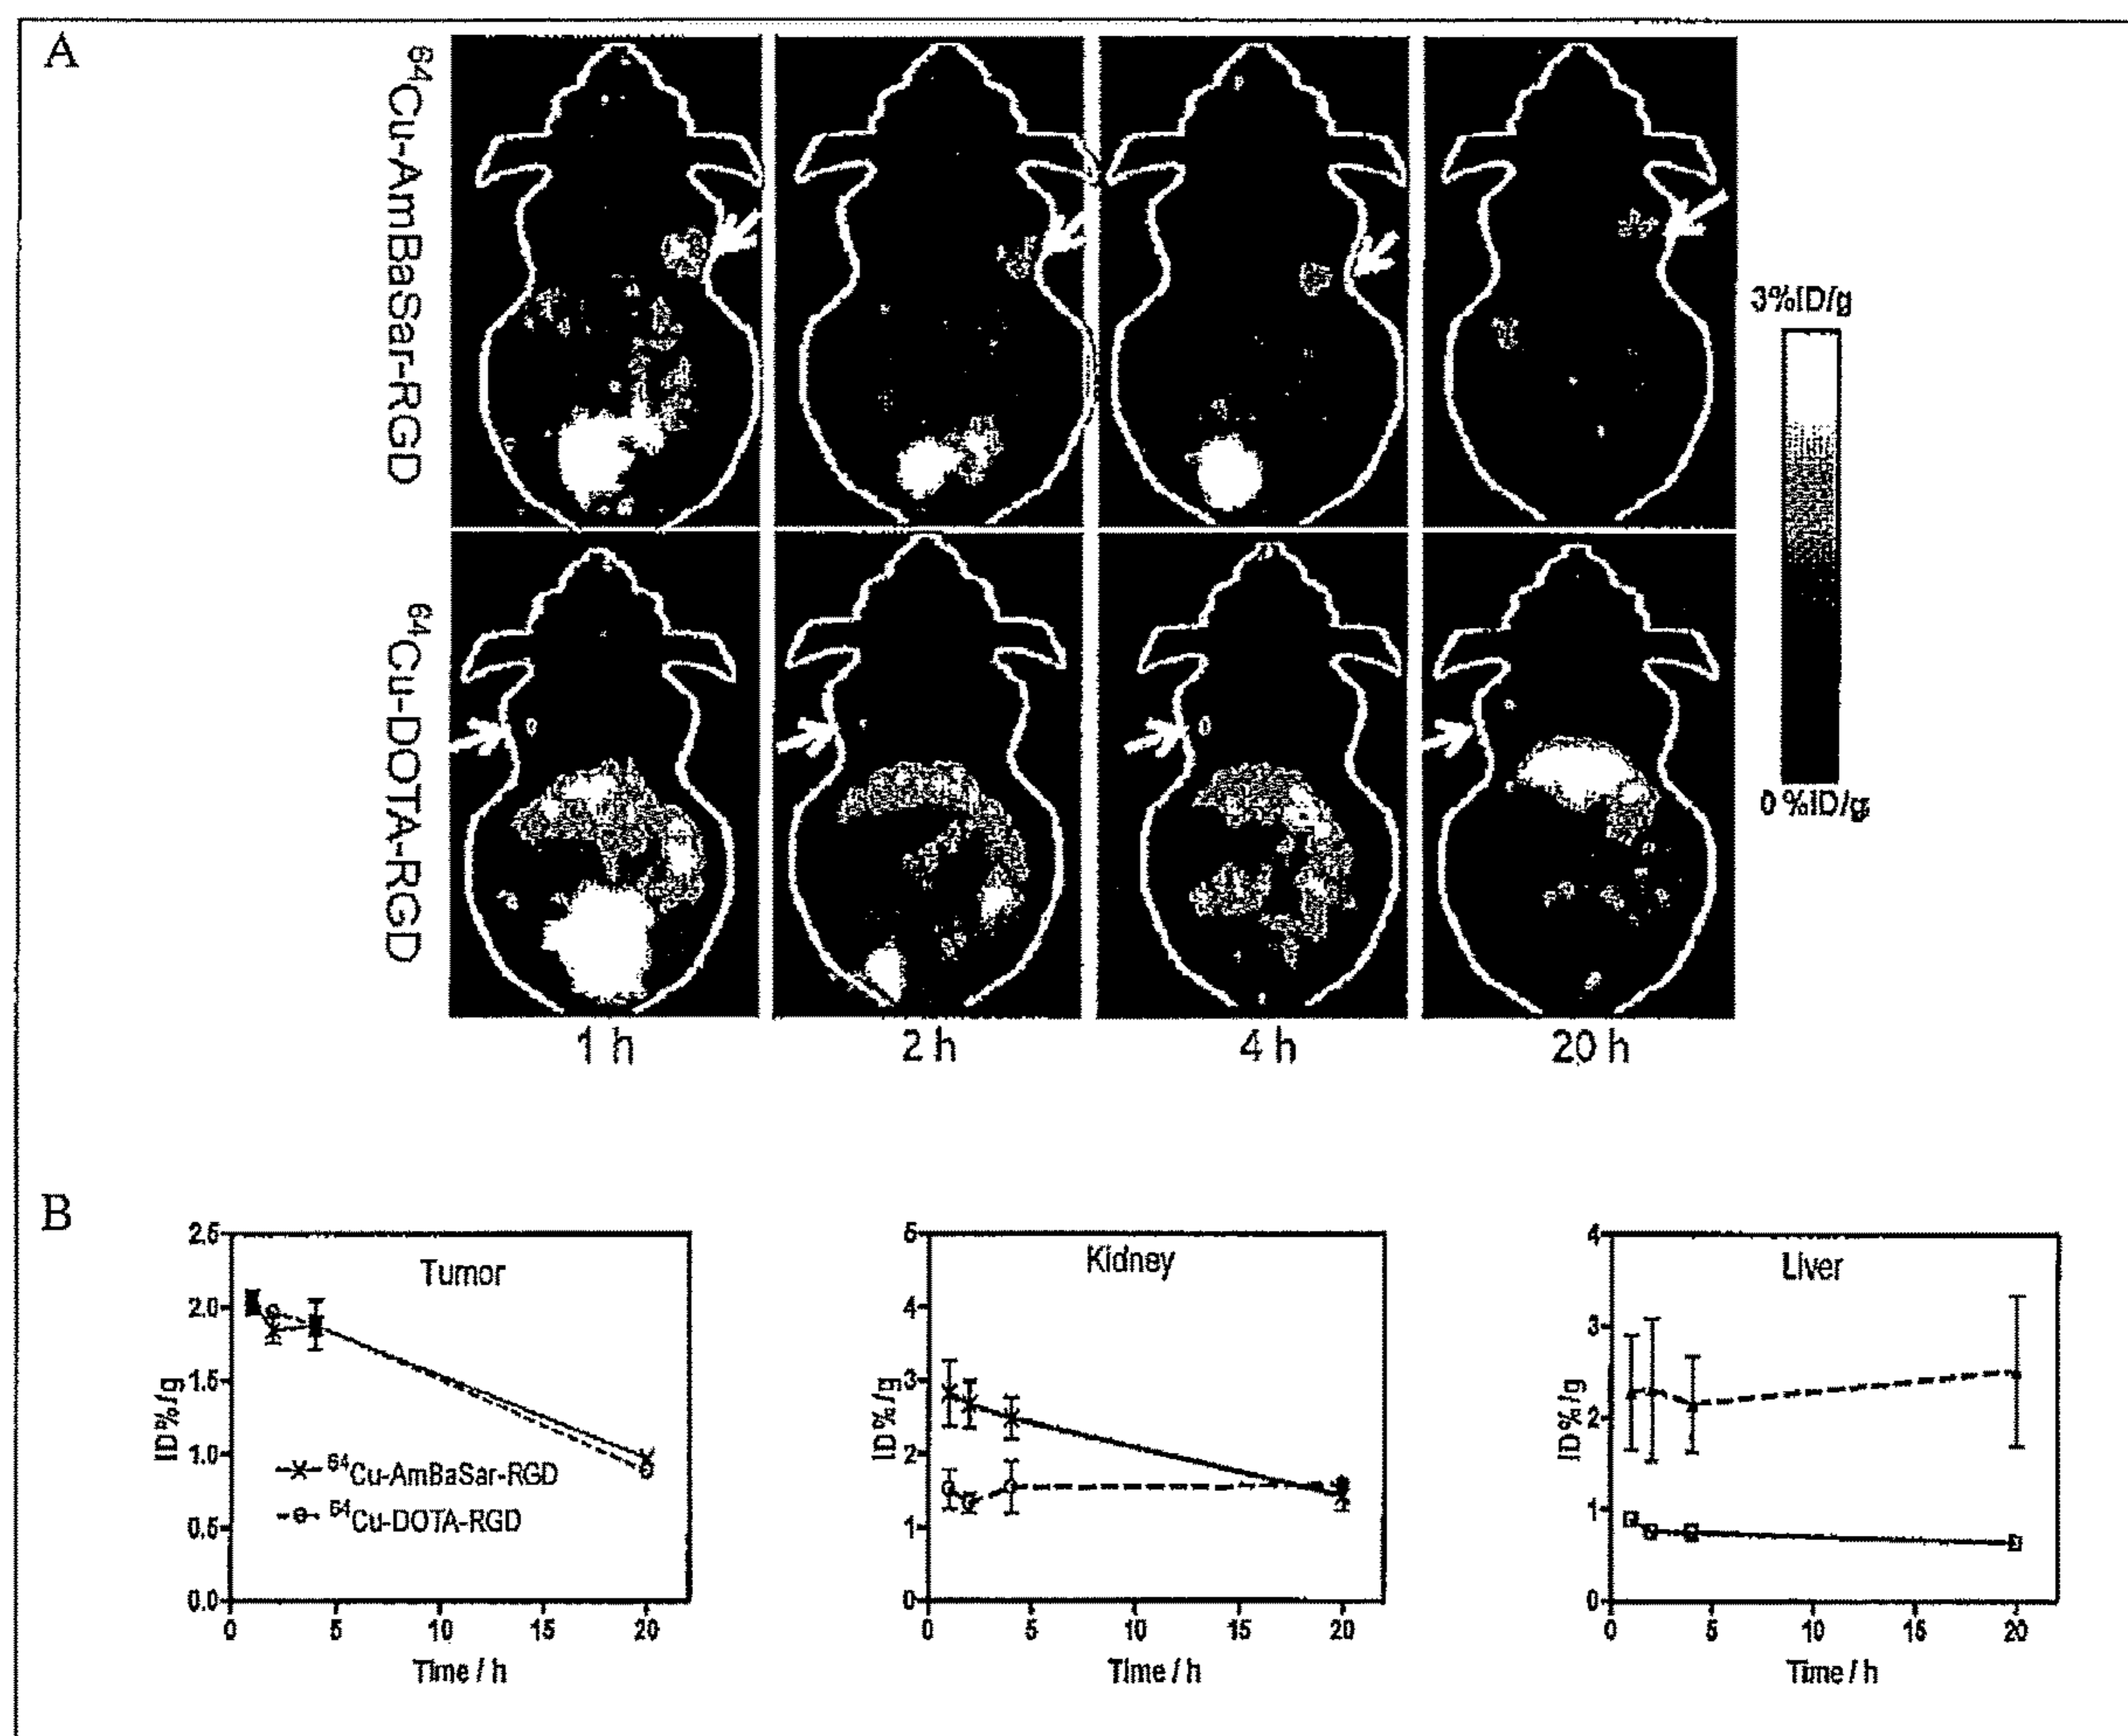 A
64Cu-AmBaSar-RGD
3%ID/g
0 %ID/g
64Cu-DOTA-RGD
1 h
2 h
4 h
20 h
B
Tumor
ID%/g
2.5
2.0
1.5
1.0
0.5
0.0
64Cu-AmBaSar-RGD
64Cu-DOTA-RGD
0 5 10 15 20
Time / h
Kidney
ID%/g
5
4
3
2
1
0
0 5 10 15 20
Time / h
Liver
ID%/g
4
3
2
1
0
0 5 10 15 20
Time / h